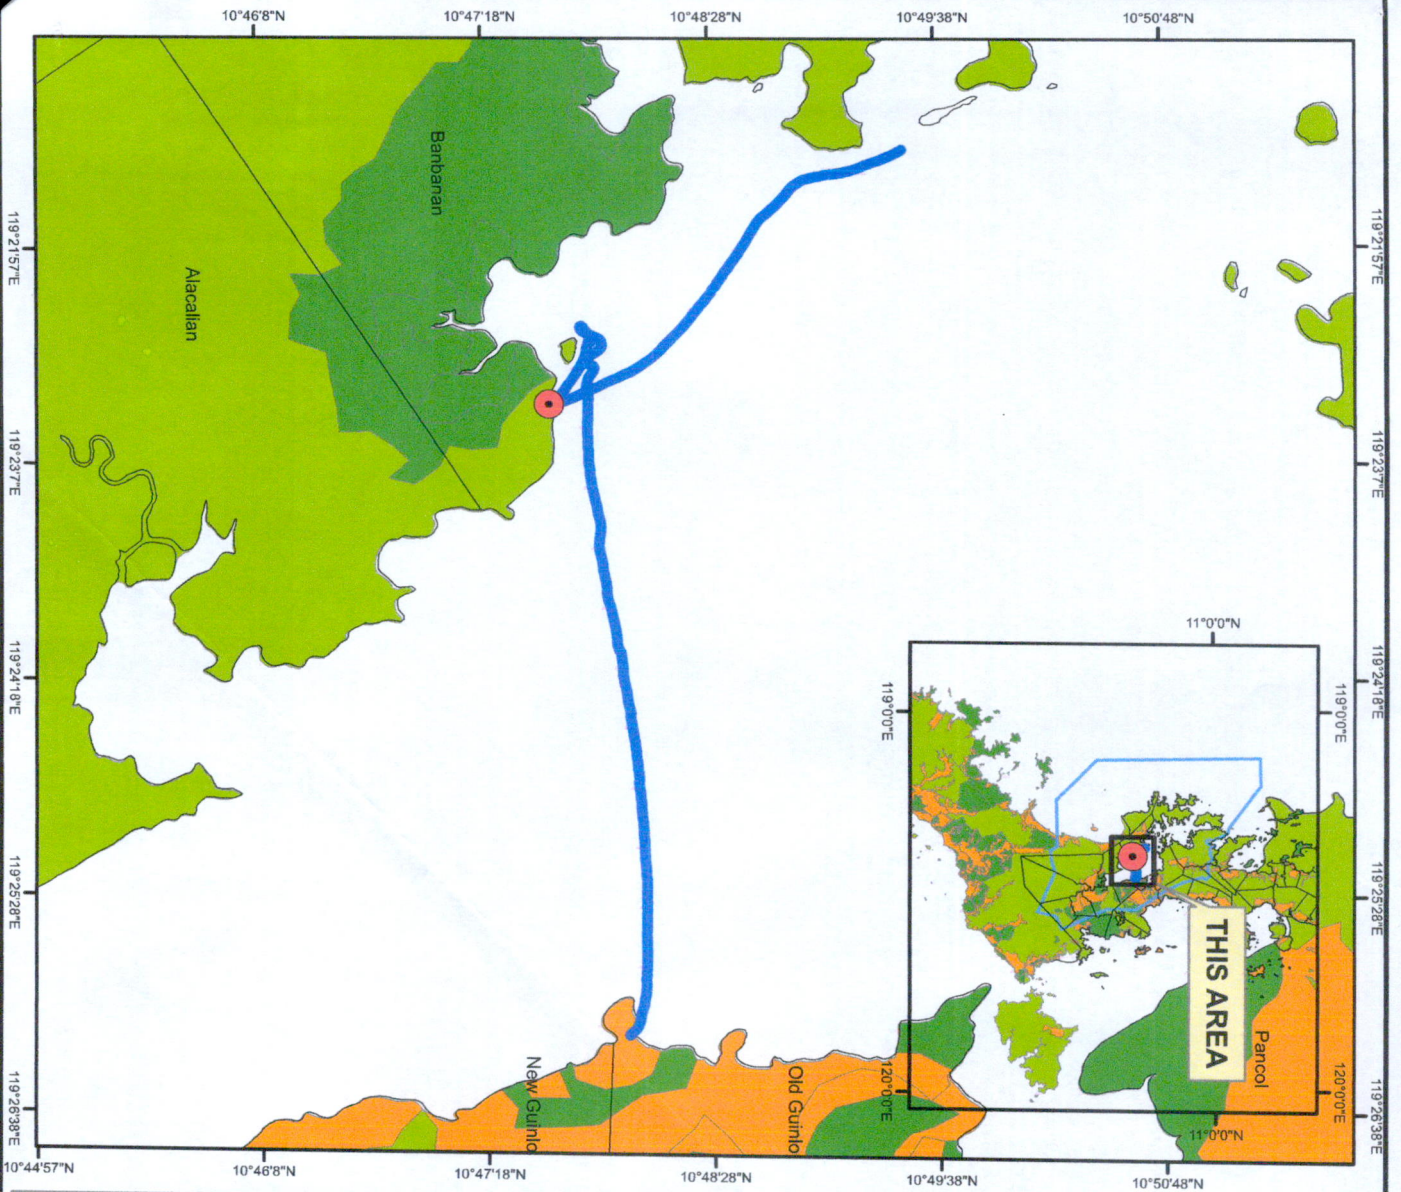 10°46'8"N
10°47'18"N
10°48'28"N
10°49'38"N
10°50'48"N
119°21'57"E
119°21'57"E
Banbanan
Alacalian
119°23'7"E
119°23'7"E
11°0'0"N
119°24'18"E
119°0'0"E
119°0'0"E
119°24'18"E
THIS AREA
119°25'28"E
119°25'28"E
Pancol
120°0'0"E
120°0'0"E
11°0'0"N
New Guinlo
Old Guinlo
119°26'38"E
119°26'38"E
10°44'57"N
10°46'8"N
10°47'18"N
10°48'28"N
10°49'38"N
10°50'48"N